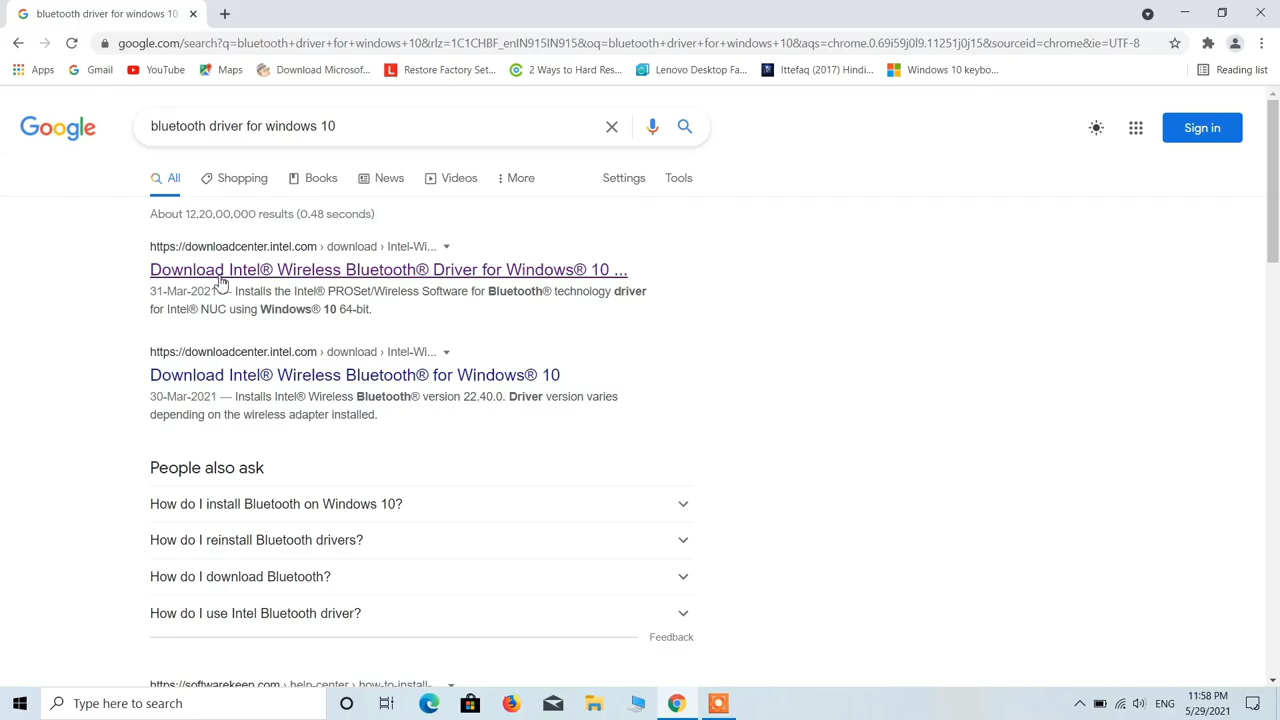 bluetooth driver for windows 10
google.com/search?q=bluetooth+driver+for+windows+10&rlz=1C1CHBF_enIN915IN915&oq=bluetooth+driver+for+windows+10&aqs=chrome.0.69i59j0l9.11251j0j15&sourceid=chrome&ie=UTF-8
Apps Gmail YouTube Maps Download Microsof... Restore Factory Set... 2 Ways to Hard Res... Lenovo Desktop Fa... Ittefaq (2017) Hindi... Windows 10 keybo... Reading list
Google bluetooth driver for windows 10 Sign in
All Shopping Books News Videos More Settings Tools
About 12,20,00,000 results (0.48 seconds)
https://downloadcenter.intel.com › download › Intel-Wi...
Download Intel® Wireless Bluetooth® Driver for Windows® 10 ...
31-Mar-2021 — Installs the Intel® PROSet/Wireless Software for Bluetooth® technology driver
for Intel® NUC using Windows® 10 64-bit.
https://downloadcenter.intel.com › download › Intel-Wi...
Download Intel® Wireless Bluetooth® for Windows® 10
30-Mar-2021 — Installs Intel® Wireless Bluetooth® version 22.40.0. Driver version varies
depending on the wireless adapter installed.
People also ask
How do I install Bluetooth on Windows 10?
How do I reinstall Bluetooth drivers?
How do I download Bluetooth?
How do I use Intel Bluetooth driver?
Feedback
https://softwarekeep.com › help-center › how-to-install-
Type here to search
ENG
11:58 PM
5/29/2021